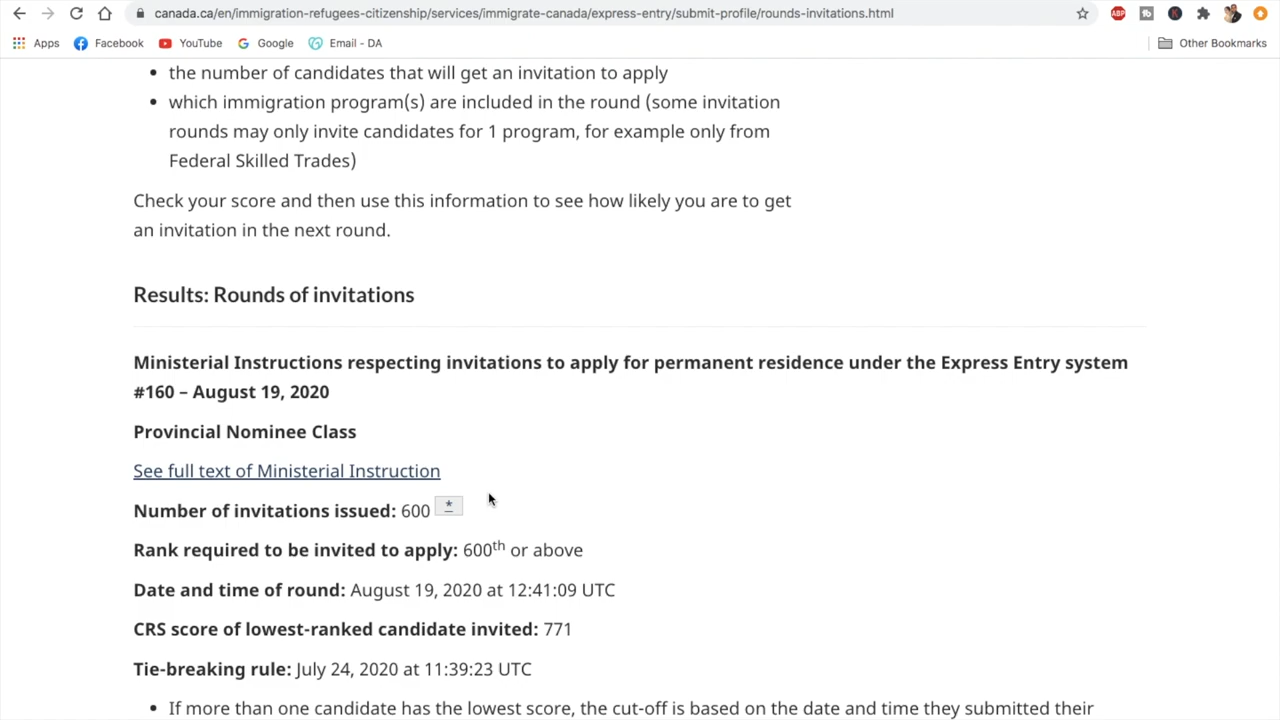 canada.ca/en/immigration-refugees-citizenship/services/immigrate-canada/express-entry/submit-profile/rounds-invitations.html
ABP
K
Apps Facebook YouTube Google Email - DA Other Bookmarks
• the number of candidates that will get an invitation to apply
• which immigration program(s) are included in the round (some invitation
rounds may only invite candidates for 1 program, for example only from
Federal Skilled Trades)
Check your score and then use this information to see how likely you are to get
an invitation in the next round.
Results: Rounds of invitations
Ministerial Instructions respecting invitations to apply for permanent residence under the Express Entry system
#160 – August 19, 2020
Provincial Nominee Class
See full text of Ministerial Instruction
Number of invitations issued: 600 *
Rank required to be invited to apply: 600th or above
Date and time of round: August 19, 2020 at 12:41:09 UTC
CRS score of lowest-ranked candidate invited: 771
Tie-breaking rule: July 24, 2020 at 11:39:23 UTC
• If more than one candidate has the lowest score, the cut-off is based on the date and time they submitted their